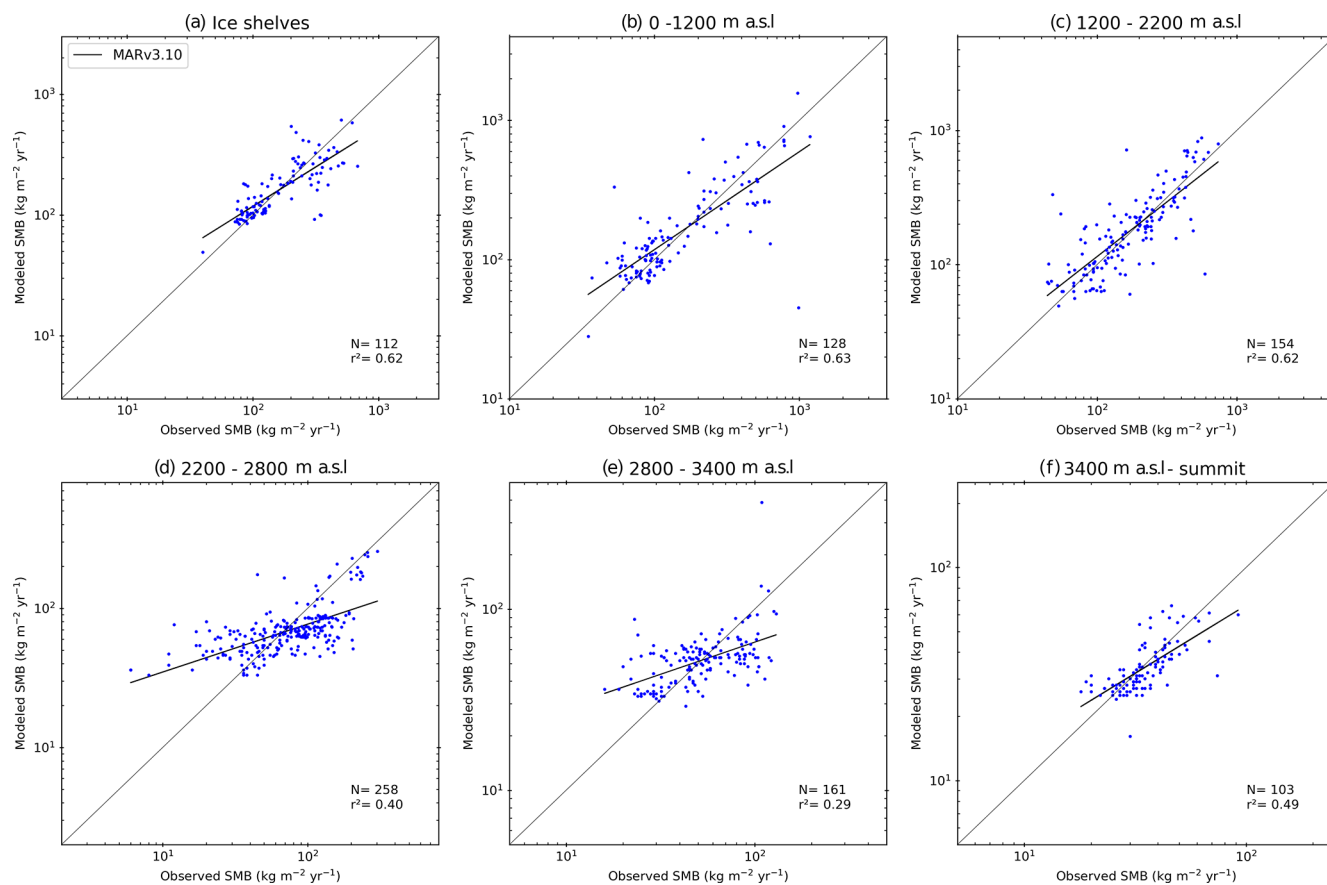 (a) Ice shelves
MARv3.10
10³
10²
10¹
Modeled SMB (kg m⁻² yr⁻¹)
N= 112
r²= 0.62
10¹ 10² 10³
Observed SMB (kg m⁻² yr⁻¹)
(b) 0 -1200 m a.s.l
10³
10²
10¹
Modeled SMB (kg m⁻² yr⁻¹)
N= 128
r²= 0.63
10¹ 10² 10³
Observed SMB (kg m⁻² yr⁻¹)
(c) 1200 - 2200 m a.s.l
10³
10²
10¹
Modeled SMB (kg m⁻² yr⁻¹)
N= 154
r²= 0.62
10¹ 10² 10³
Observed SMB (kg m⁻² yr⁻¹)
(d) 2200 - 2800 m a.s.l
10²
10¹
Modeled SMB (kg m⁻² yr⁻¹)
N= 258
r²= 0.40
10¹ 10²
Observed SMB (kg m⁻² yr⁻¹)
(e) 2800 - 3400 m a.s.l
10²
10¹
Modeled SMB (kg m⁻² yr⁻¹)
N= 161
r²= 0.29
10¹ 10²
Observed SMB (kg m⁻² yr⁻¹)
(f) 3400 m a.s.l- summit
10²
10¹
Modeled SMB (kg m⁻² yr⁻¹)
N= 103
r²= 0.49
10¹ 10²
Observed SMB (kg m⁻² yr⁻¹)